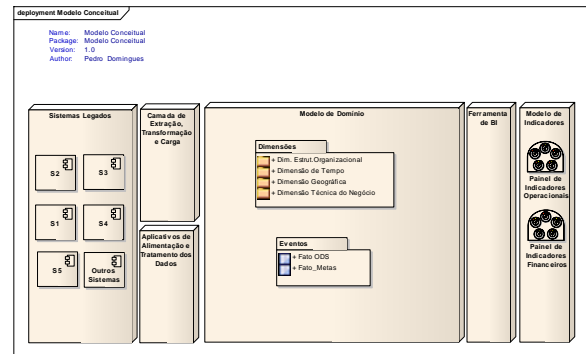 deployment Modelo Conceitual
Name: Modelo Conceitual
Package: Modelo Conceitual
Version: 1.0
Author: Pedro Domingues
Sistemas Legados
S2
S3
S1
S4
S5
Outros
Sistemas
Camada de
Extração,
Transformação
e Carga
Aplicativos de
Alimentação e
Tratamento dos
Dados
Modelo de Domínio
Dimensões
+ Dim. Estrut.Organizacional
+ Dimensão de Tempo
+ Dimensão Geográfica
+ Dimensão Técnica do Negócio
Eventos
+ Fato ODS
+ Fato_Metas
Ferramenta
de BI
Modelo de
Indicadores
Painel de
Indicadores
Operacionais
Painel de
Indicadores
Financeiros